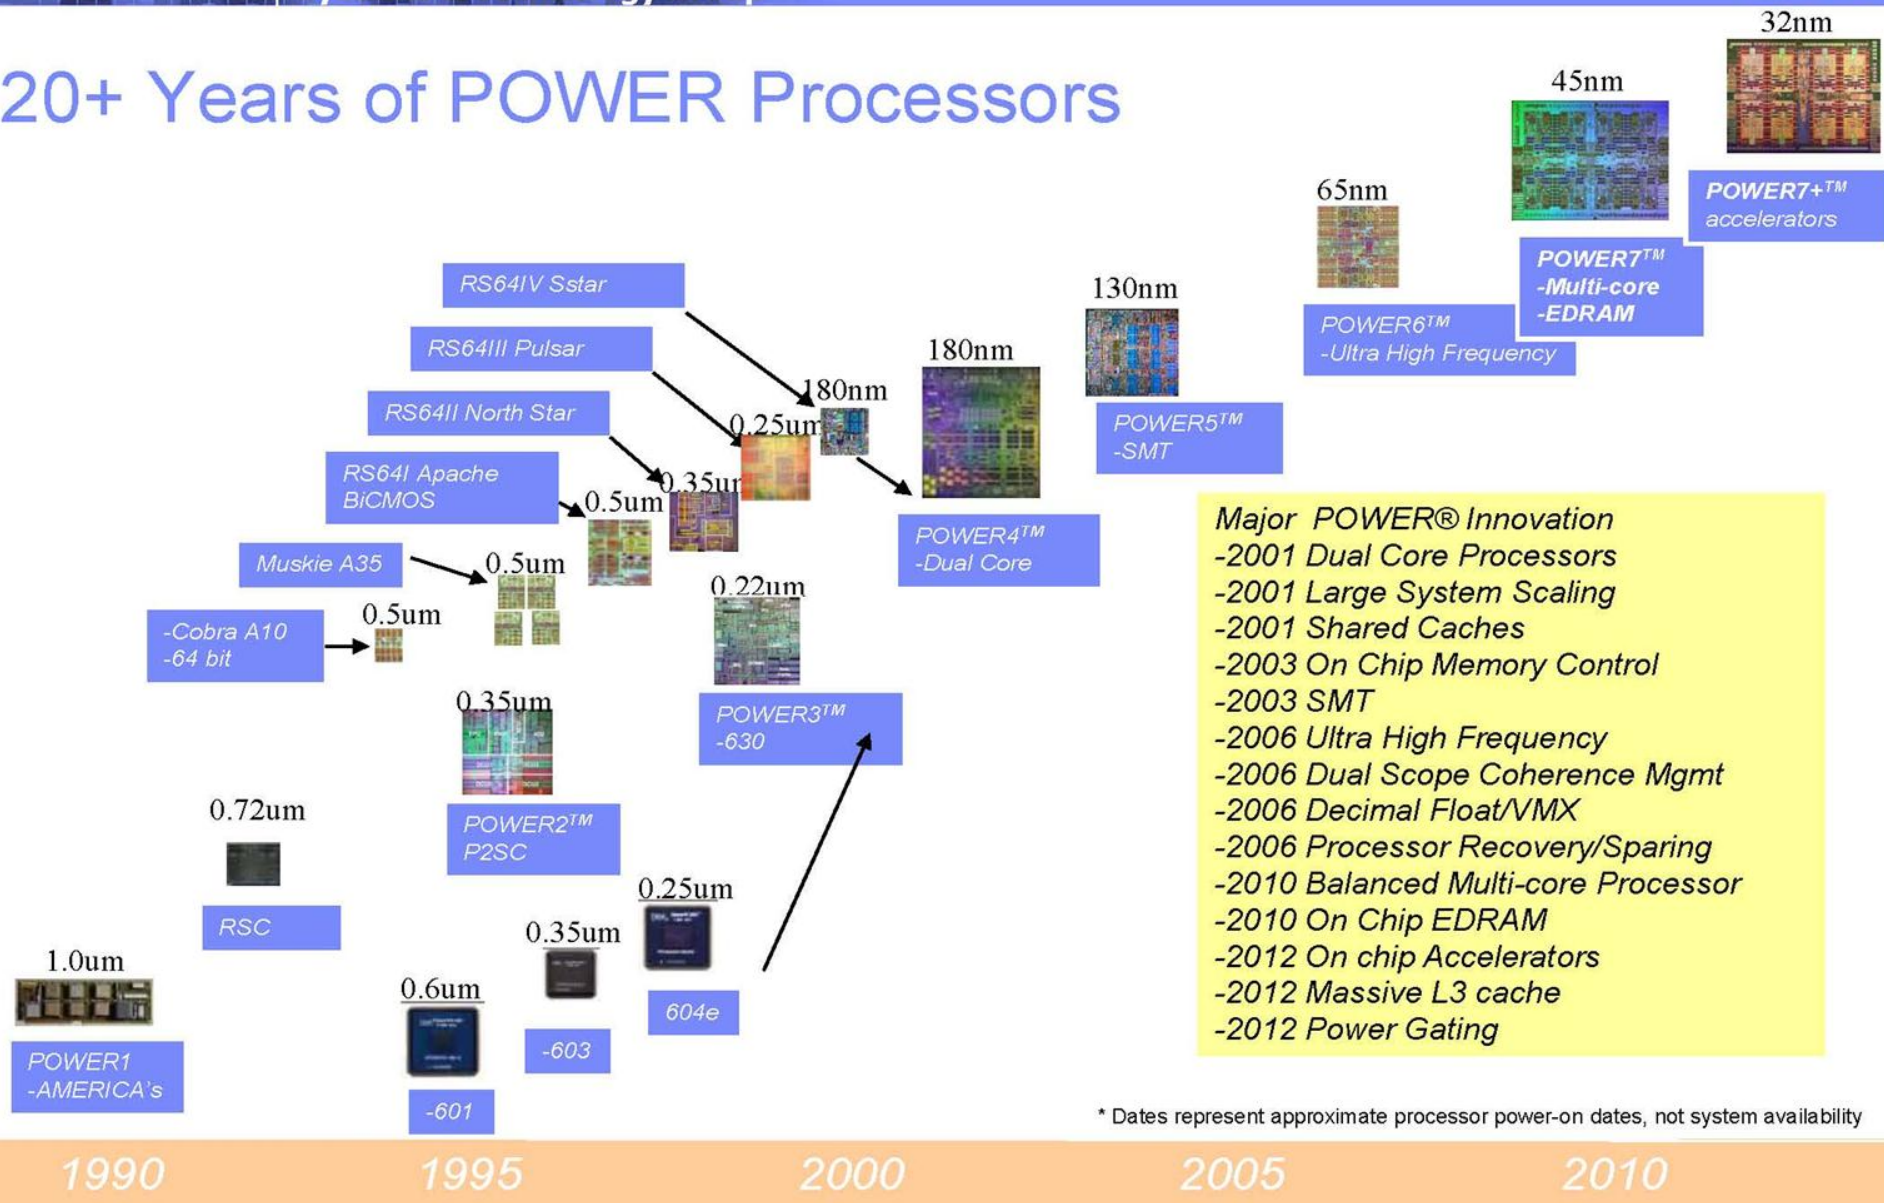 20+ Years of POWER Processors
32nm
POWER7+™
accelerators
45nm
POWER7™
-Multi-core
-EDRAM
65nm
POWER6™
-Ultra High Frequency
130nm
POWER5™
-SMT
180nm
POWER4™
-Dual Core
RS64IV Sstar
180nm
RS64III Pulsar
0.25um
RS64II North Star
0.35um
RS64I Apache
BiCMOS
0.5um
Muskie A35
0.5um
-Cobra A10
-64 bit
0.5um
0.22um
POWER3™
-630
0.35um
POWER2™
P2SC
0.72um
RSC
0.25um
604e
0.35um
-603
0.6um
-601
1.0um
POWER1
-AMERICA's
Major POWER® Innovation
-2001 Dual Core Processors
-2001 Large System Scaling
-2001 Shared Caches
-2003 On Chip Memory Control
-2003 SMT
-2006 Ultra High Frequency
-2006 Dual Scope Coherence Mgmt
-2006 Decimal Float/VMX
-2006 Processor Recovery/Sparing
-2010 Balanced Multi-core Processor
-2010 On Chip EDRAM
-2012 On chip Accelerators
-2012 Massive L3 cache
-2012 Power Gating
* Dates represent approximate processor power-on dates, not system availability
1990 1995 2000 2005 2010